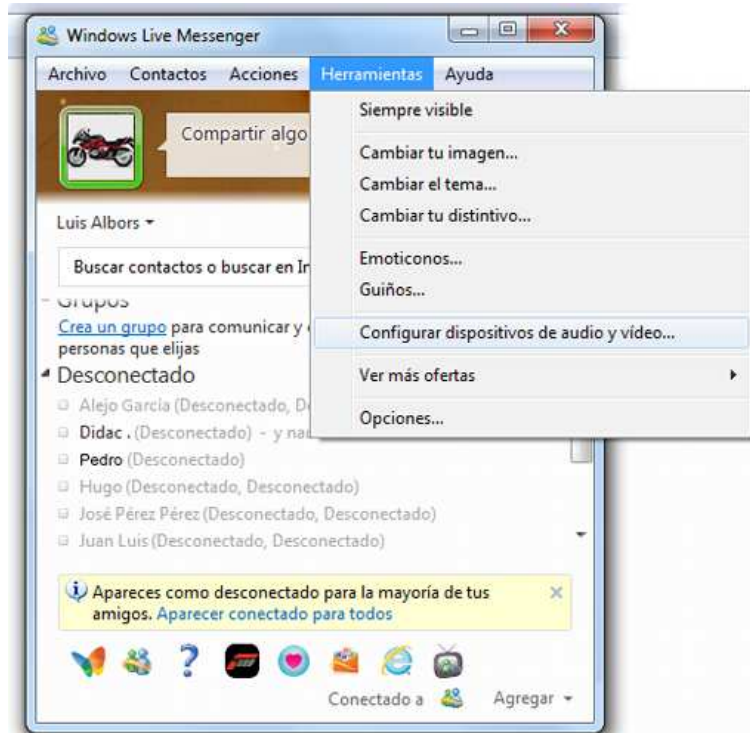 Windows Live Messenger
Archivo Contactos Acciones Herramientas Ayuda
Compartir algo
Siempre visible
Cambiar tu imagen...
Cambiar el tema...
Cambiar tu distintivo...
Emoticonos...
Guiños...
Configurar dispositivos de audio y vídeo...
Ver más ofertas
Opciones...
Luis Albors
Buscar contactos o buscar en
Grupos
Crea un grupo para comunicar y
personas que elijas
Desconectado
Alejo García (Desconectado,
Didac . (Desconectado) - y
Pedro (Desconectado)
Hugo (Desconectado, Desconectado)
José Pérez Pérez (Desconectado, Desconectado)
Juan Luis (Desconectado, Desconectado)
Apareces como desconectado para la mayoría de tus
amigos. Aparecer conectado para todos
Conectado a Agregar